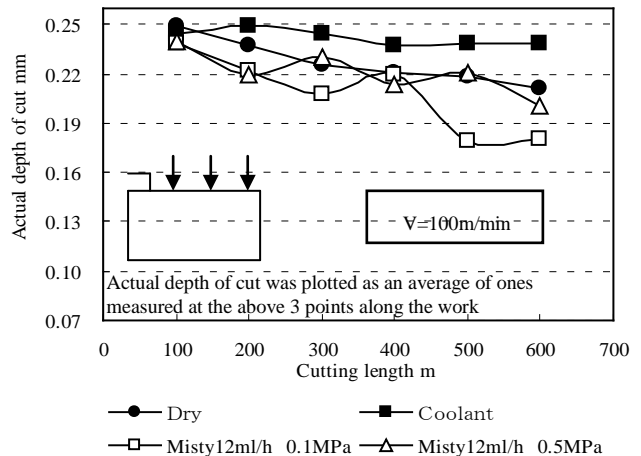 Actual depth of cut mm
0.25
0.22
0.19
0.16
0.13
0.10
0.07
V=100m/min
Actual depth of cut was plotted as an average of ones
measured at the above 3 points along the work
0 100 200 300 400 500 600 700
Cutting length m
Dry Coolant
Misty12ml/h 0.1MPa Misty12ml/h 0.5MPa